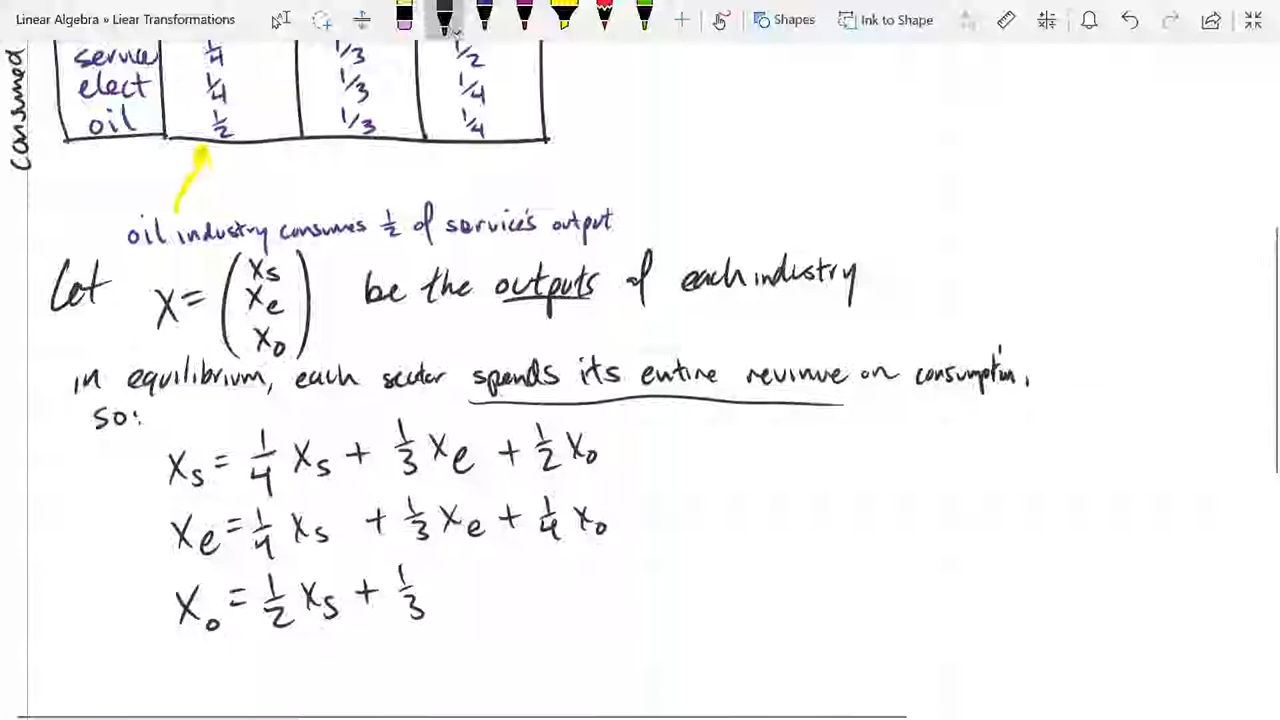 Linear Algebra » Liear Transformations
Shapes
Ink to Shape
consumed
service 1/4 1/3 1/2
elect 1/4 1/3 1/4
oil 1/2 1/3 1/4
oil industry consumes 1/2 of service's output
Let X = (xs xe xo) be the outputs of each industry
in equilibrium, each sector spends its entire revinue on consumption,
so:
xs = 1/4 xs + 1/3 xe + 1/2 xo
xe = 1/4 xs + 1/3 xe + 1/4 xo
xo = 1/2 xs + 1/3